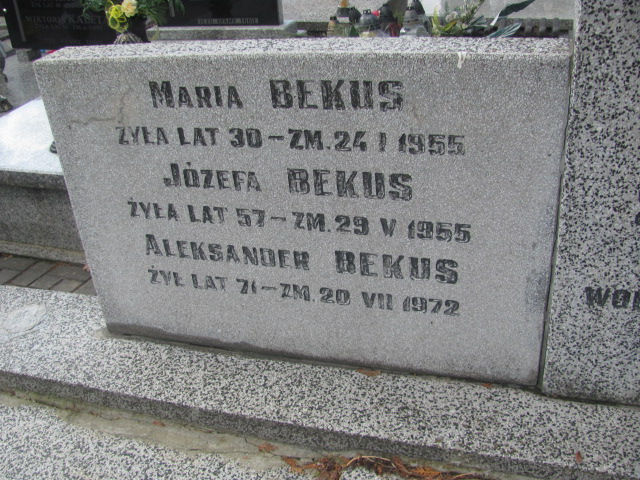 MARIA BEKUS
ŻYŁA LAT 30 - ZM. 24 I 1955
JÓZEFA BEKUS
ŻYŁA LAT 57 - ZM. 29 V 1955
ALEKSANDER BEKUS
ŻYŁ LAT 71 - ZM. 20 VII 1972